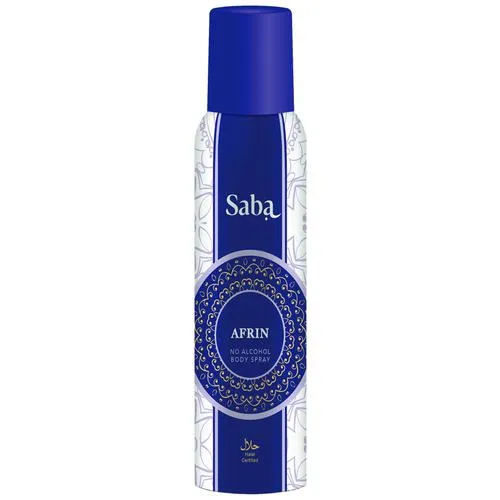 Saba
AFRIN
NO ALCOHOL
BODY SPRAY
حلال
Halal
Certified